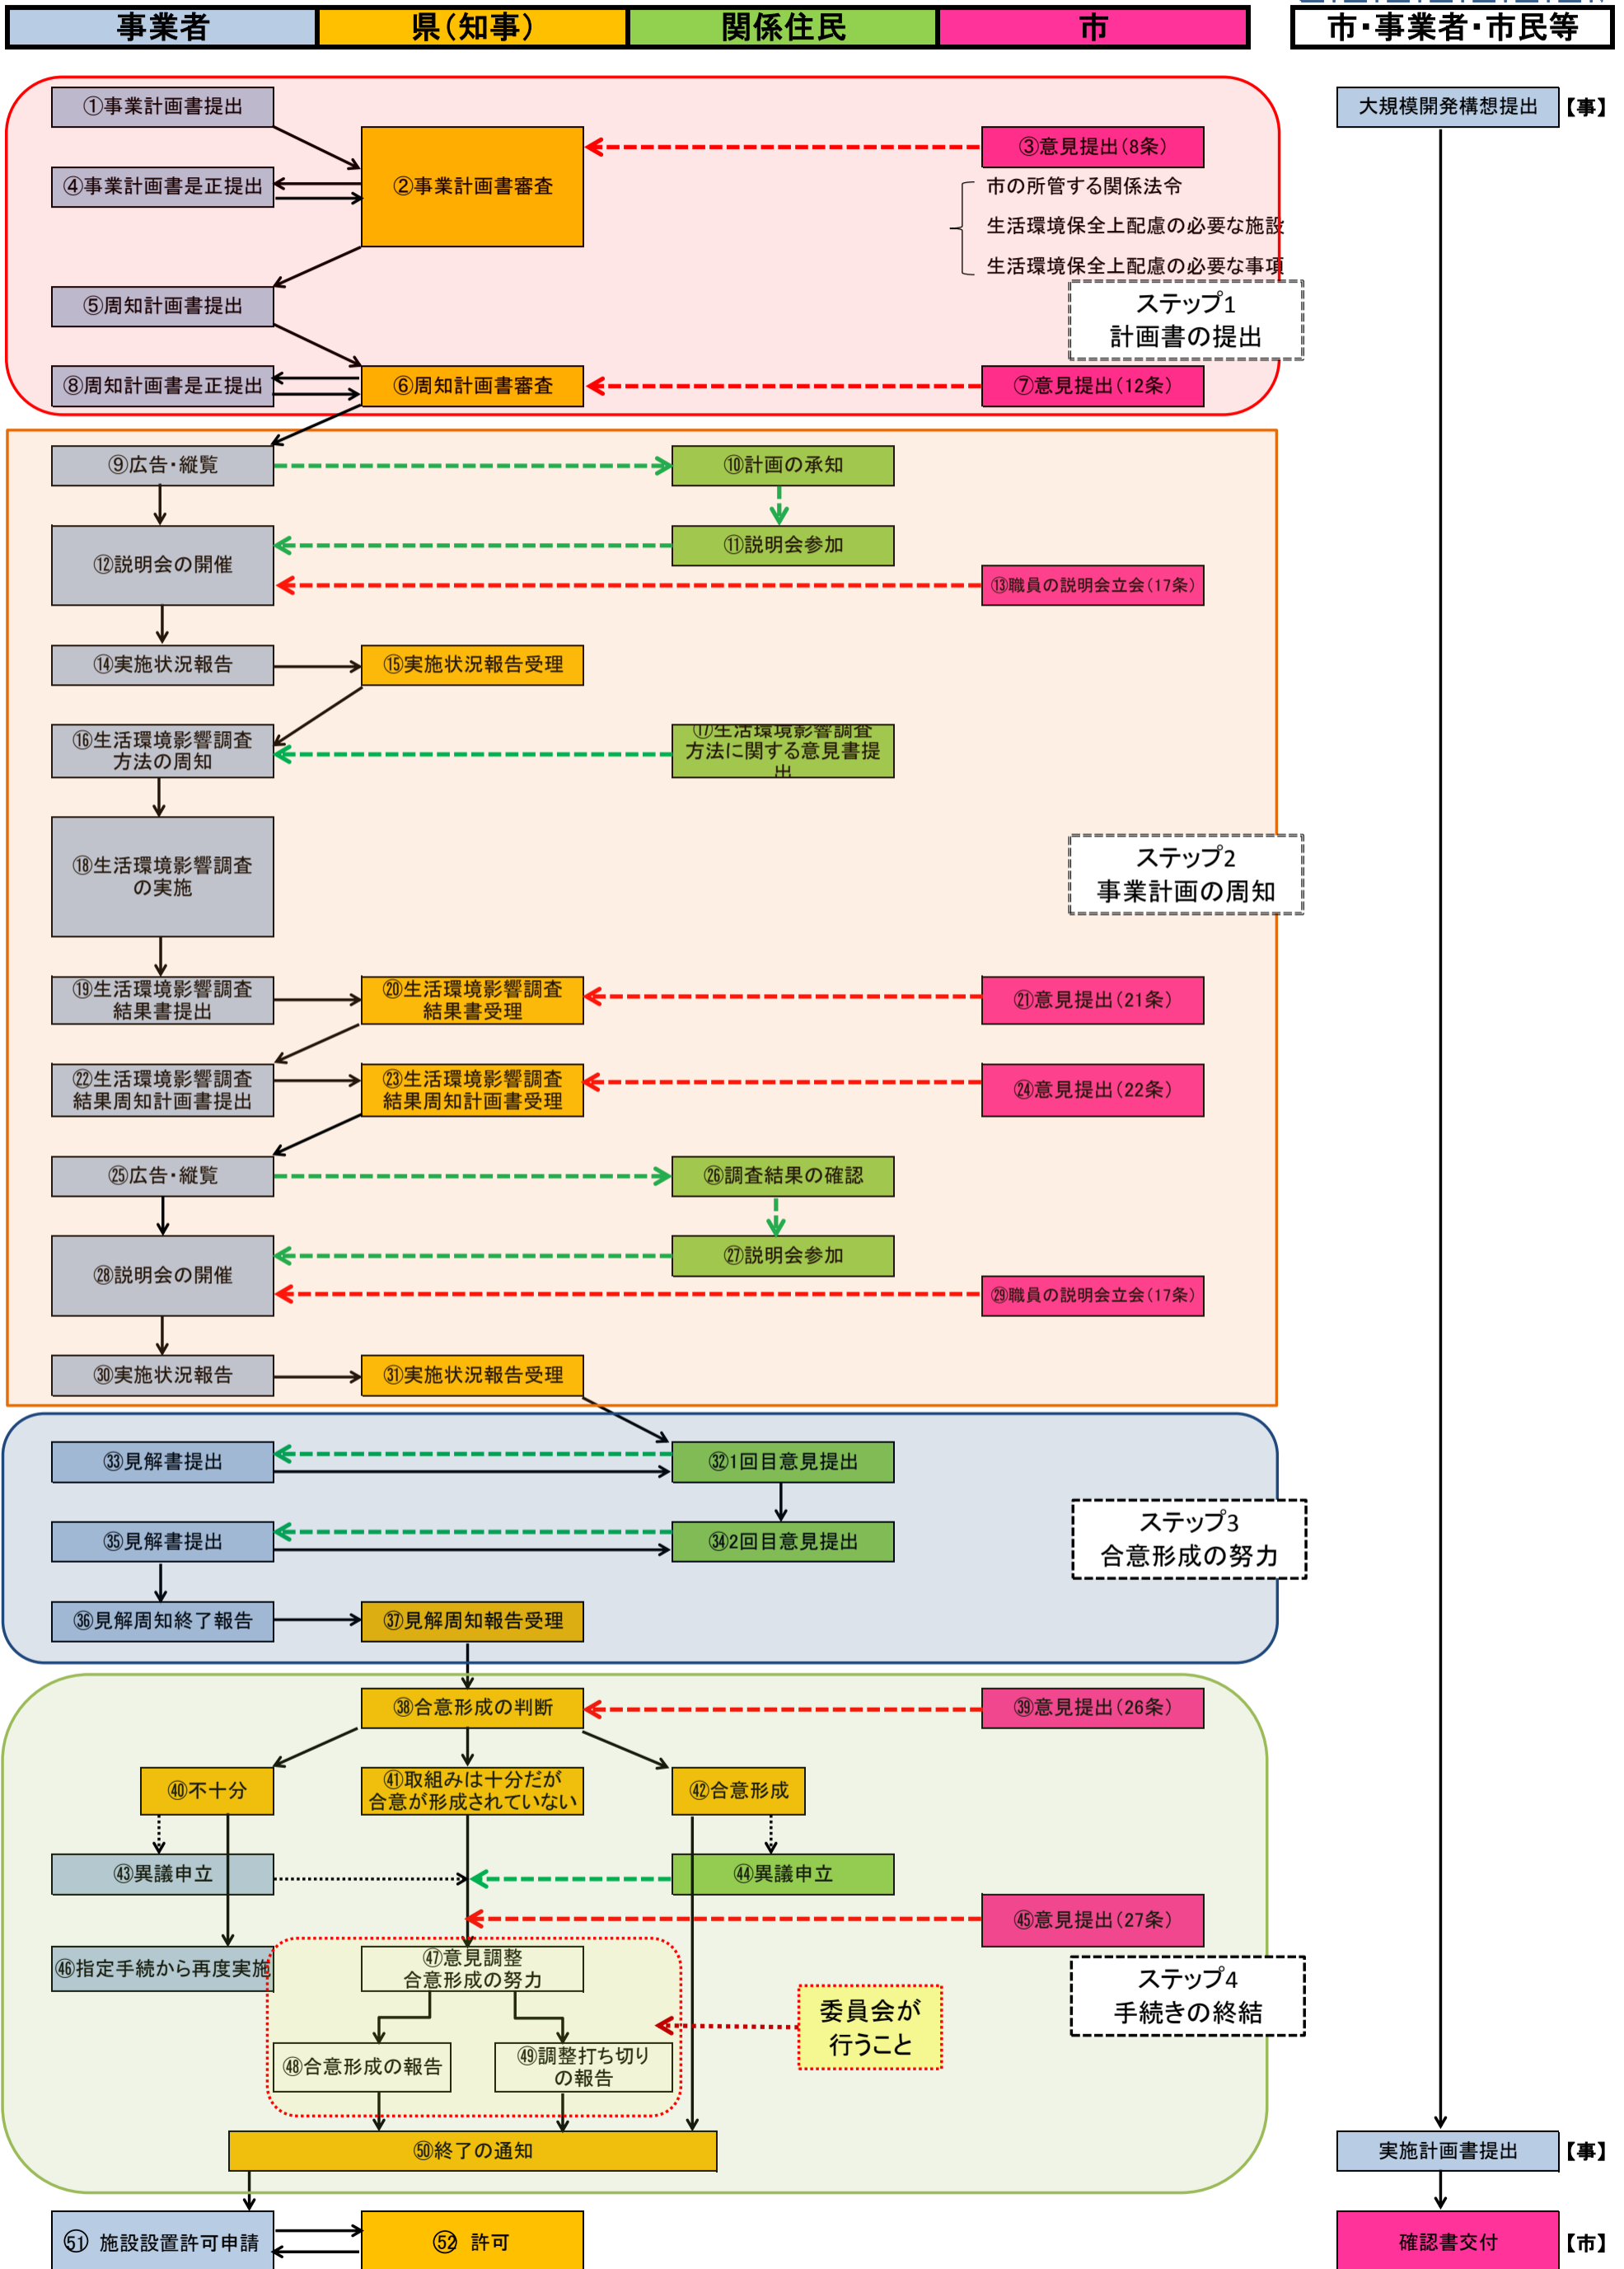 事業者
県（知事）
関係住民
市
市・事業者・市民等
①事業計画書提出
大規模開発構想提出
【事】
③意見提出（8条）
④事業計画書是正提出
②事業計画書審査
市の所管する関係法令
生活環境保全上配慮の必要な施設
生活環境保全上配慮の必要な事項
⑤周知計画書提出
ステップ1
計画書の提出
⑧周知計画書是正提出
⑥周知計画書審査
⑦意見提出（12条）
⑨広告・縦覧
⑩計画の承知
⑪説明会参加
⑫説明会の開催
⑬職員の説明会立会（17条）
⑭実施状況報告
⑮実施状況報告受理
⑯生活環境影響調査
方法の周知
⑰生活環境影響調査
方法に関する意見書提
出
⑱生活環境影響調査
の実施
ステップ2
事業計画の周知
⑲生活環境影響調査
結果書提出
⑳生活環境影響調査
結果書受理
㉑意見提出（21条）
㉒生活環境影響調査
結果周知計画書提出
㉓生活環境影響調査
結果周知計画書受理
㉔意見提出（22条）
㉕広告・縦覧
㉖調査結果の確認
㉗説明会参加
㉘説明会の開催
㉙職員の説明会立会（17条）
㉚実施状況報告
㉛実施状況報告受理
㉝見解書提出
㉜1回目意見提出
ステップ3
合意形成の努力
㉟見解書提出
㉞2回目意見提出
㊱見解周知終了報告
㊲見解周知報告受理
㊳合意形成の判断
㊴意見提出（26条）
㊵不十分
㊶取組みは十分だが
合意が形成されていない
㊷合意形成
㊸異議申立
㊹異議申立
㊺意見提出（27条）
㊻指定手続から再度実施
㊼意見調整
合意形成の努力
ステップ4
手続きの終結
委員会が
行うこと
㊽合意形成の報告
㊾調整打ち切り
の報告
㊿終了の通知
実施計画書提出
【事】
51 施設設置許可申請
52 許可
確認書交付
【市】